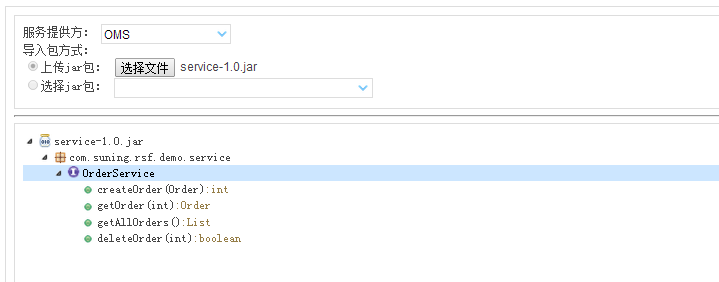 服务提供方： OMS
导入包方式：
上传jar包： 选择文件 service-1.0.jar
选择jar包：
service-1.0.jar
com.suning.rsf.demo.service
OrderService
createOrder(Order):int
getOrder(int):Order
getAllOrders():List
deleteOrder(int):boolean